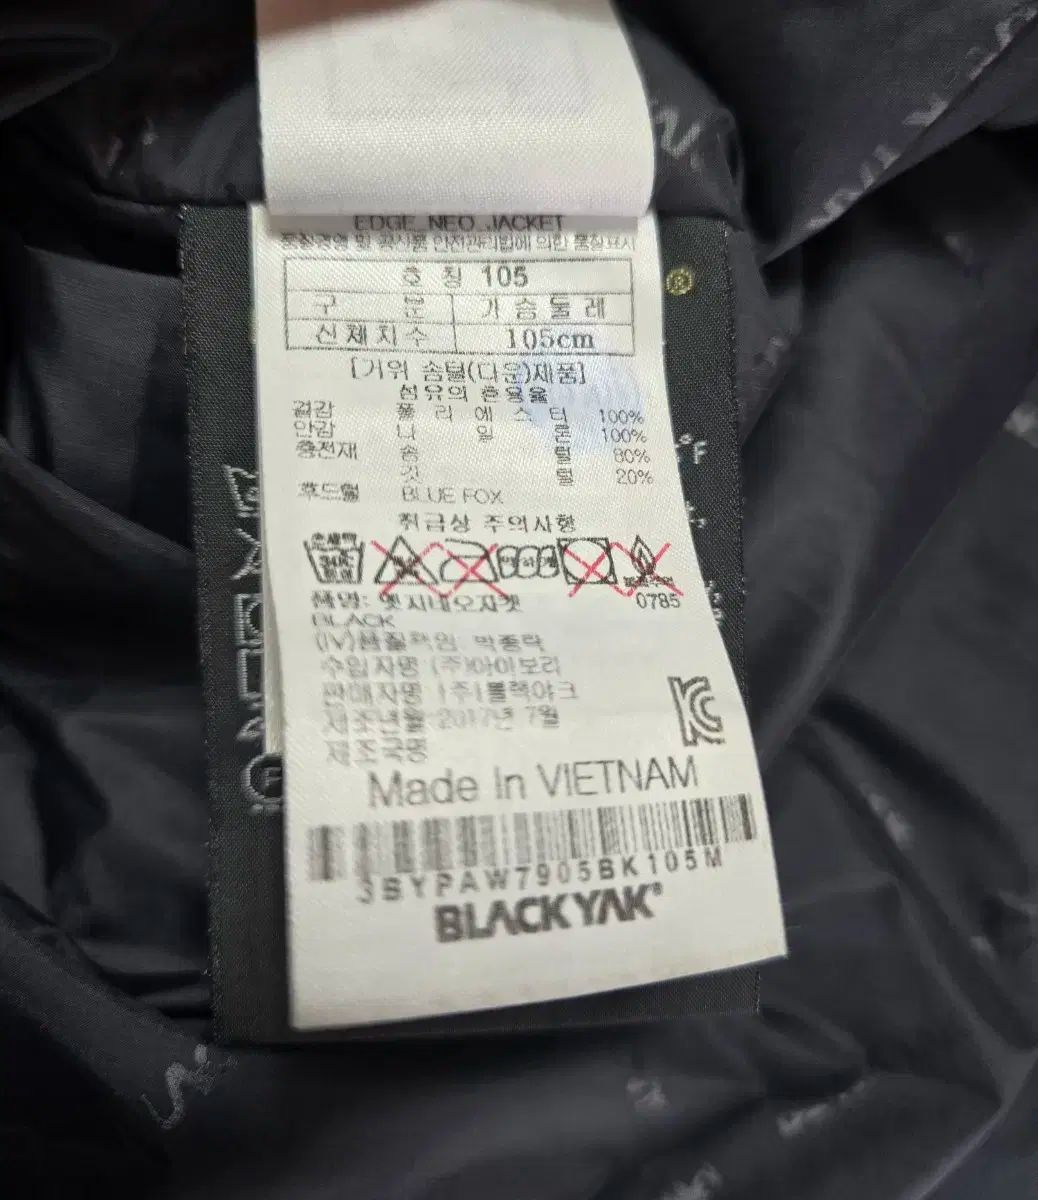 EDGE NEO JACKET
품질경영 및 공산품 안전관리법에 의한 품질표시
호 칭 105
구 분 가 슴 둘 레
신 체 치 수 105cm
[거위 솜털(다운)제품]
섬유의 혼용율
겉감 폴 리 에 스 터 100%
안감 나 일 론 100%
충전재 솜 털 80%
깃 털 20%
후드털 BLUE FOX
취급상 주의사항
손세탁
0785
품명: 엣지네오자켓
BLACK
(IV)품질책임: 박종락
수입자명 (주)아이보리
판매자명 (주)블랙야크
제조년월 2017년 7월
제조국명
Made In VIETNAM
3BYPAW7905BK105M
BLACKYAK®